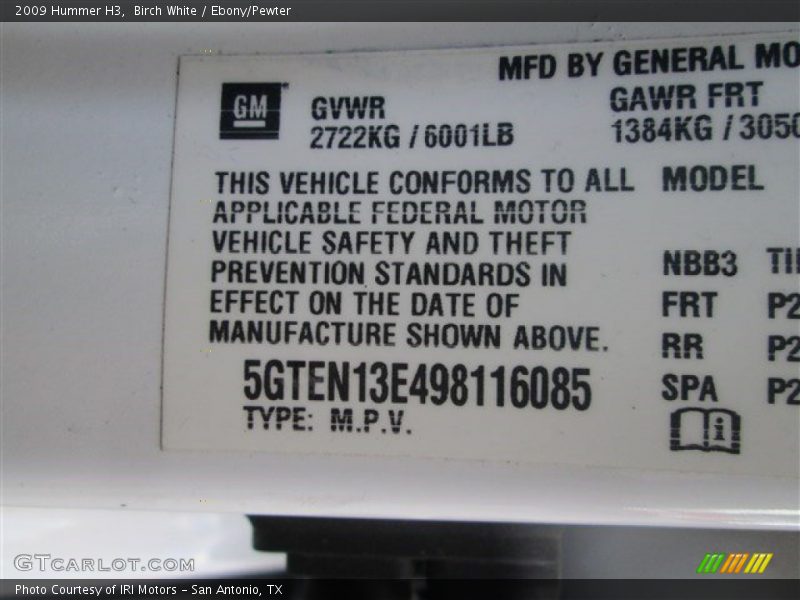 2009 Hummer H3, Birch White / Ebony/Pewter
MFD BY GENERAL MO
GM
GVWR
GAWR FRT
2722KG / 6001LB
1384KG / 3050
THIS VEHICLE CONFORMS TO ALL
MODEL
APPLICABLE FEDERAL MOTOR
VEHICLE SAFETY AND THEFT
PREVENTION STANDARDS IN
EFFECT ON THE DATE OF
MANUFACTURE SHOWN ABOVE.
NBB3
FRT P2
RR P2
SPA P2
5GTEN13E498116085
TYPE: M.P.V.
GTCARLOT.COM
Photo Courtesy of IRI Motors – San Antonio, TX